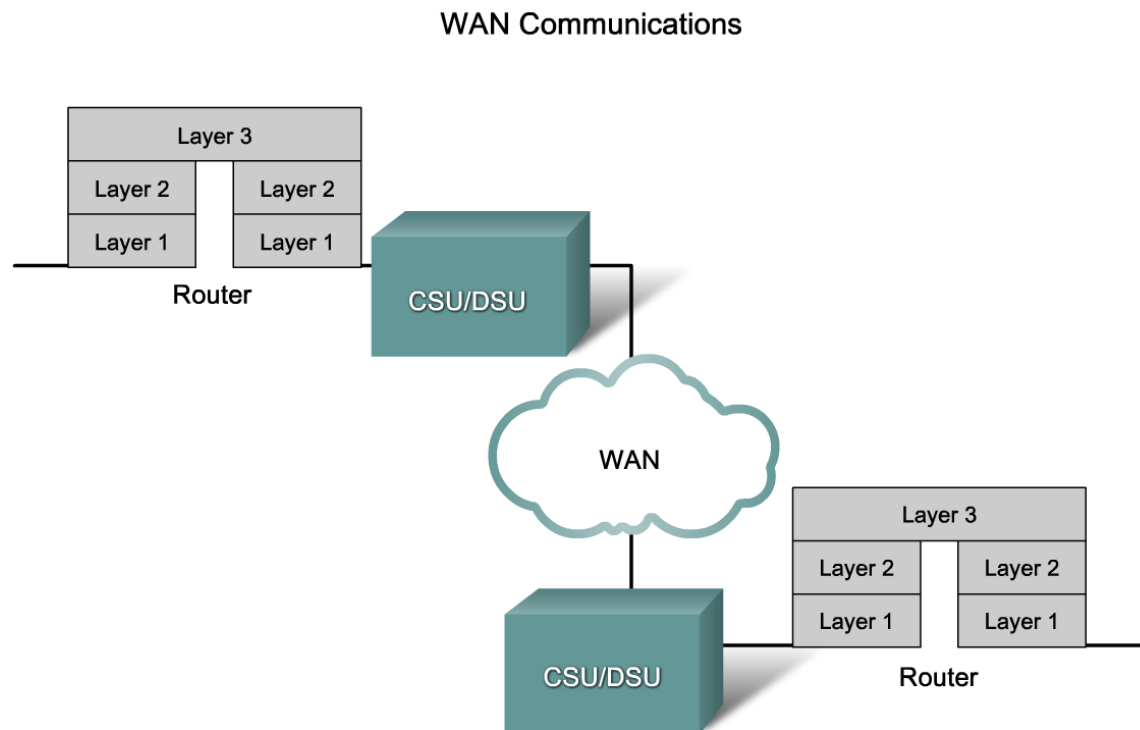 WAN Communications
Layer 3
Layer 2
Layer 2
Layer 1
Layer 1
Router
CSU/DSU
WAN
Layer 3
Layer 2
Layer 2
Layer 1
Layer 1
CSU/DSU
Router